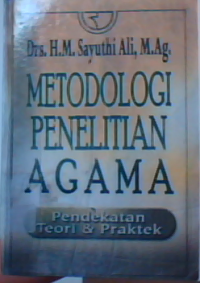 Drs. H.M. Sayuthi Ali, M.Ag.
METODOLOGI
PENELITIAN
AGAMA
Pendekatan
Teori & Praktek